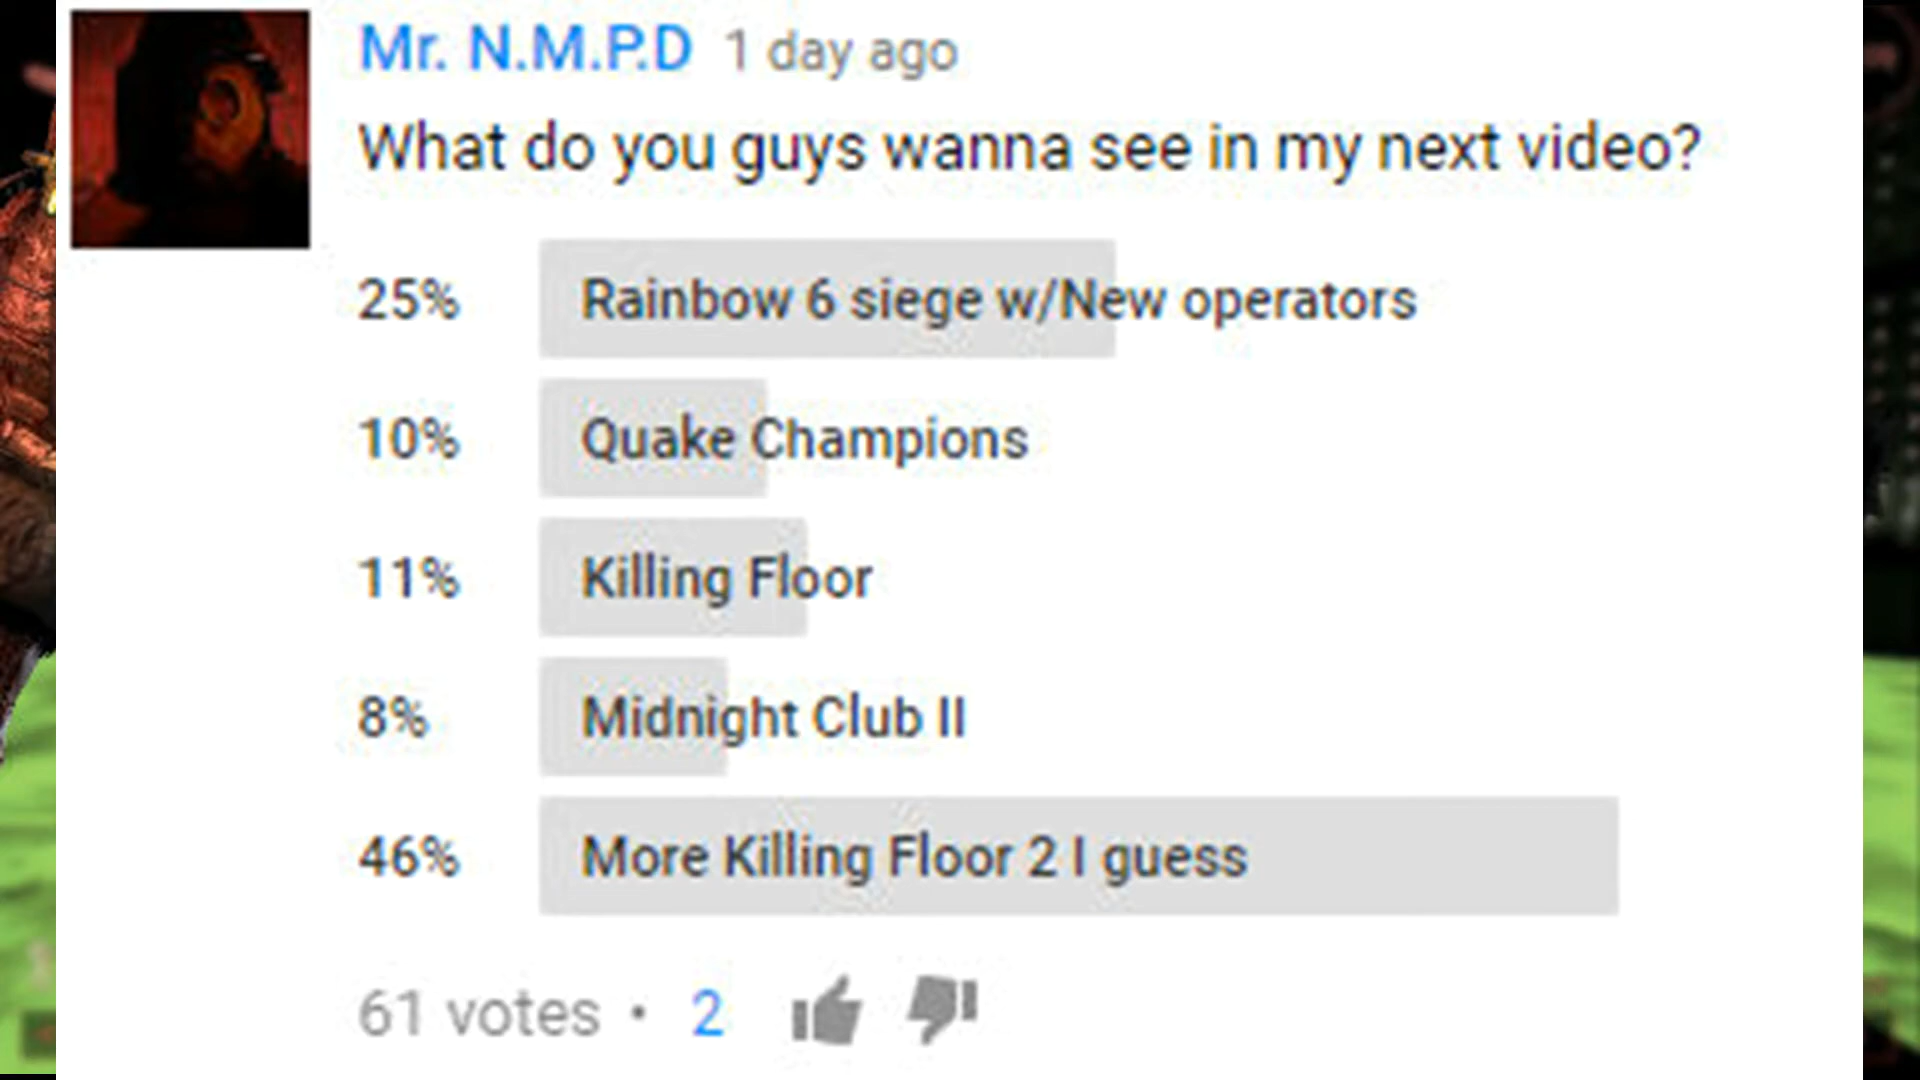 Mr. N.M.P.D 1 day ago
What do you guys wanna see in my next video?
25% Rainbow 6 siege w/New operators
10% Quake Champions
11% Killing Floor
8% Midnight Club II
46% More Killing Floor 2 I guess
61 votes • 2